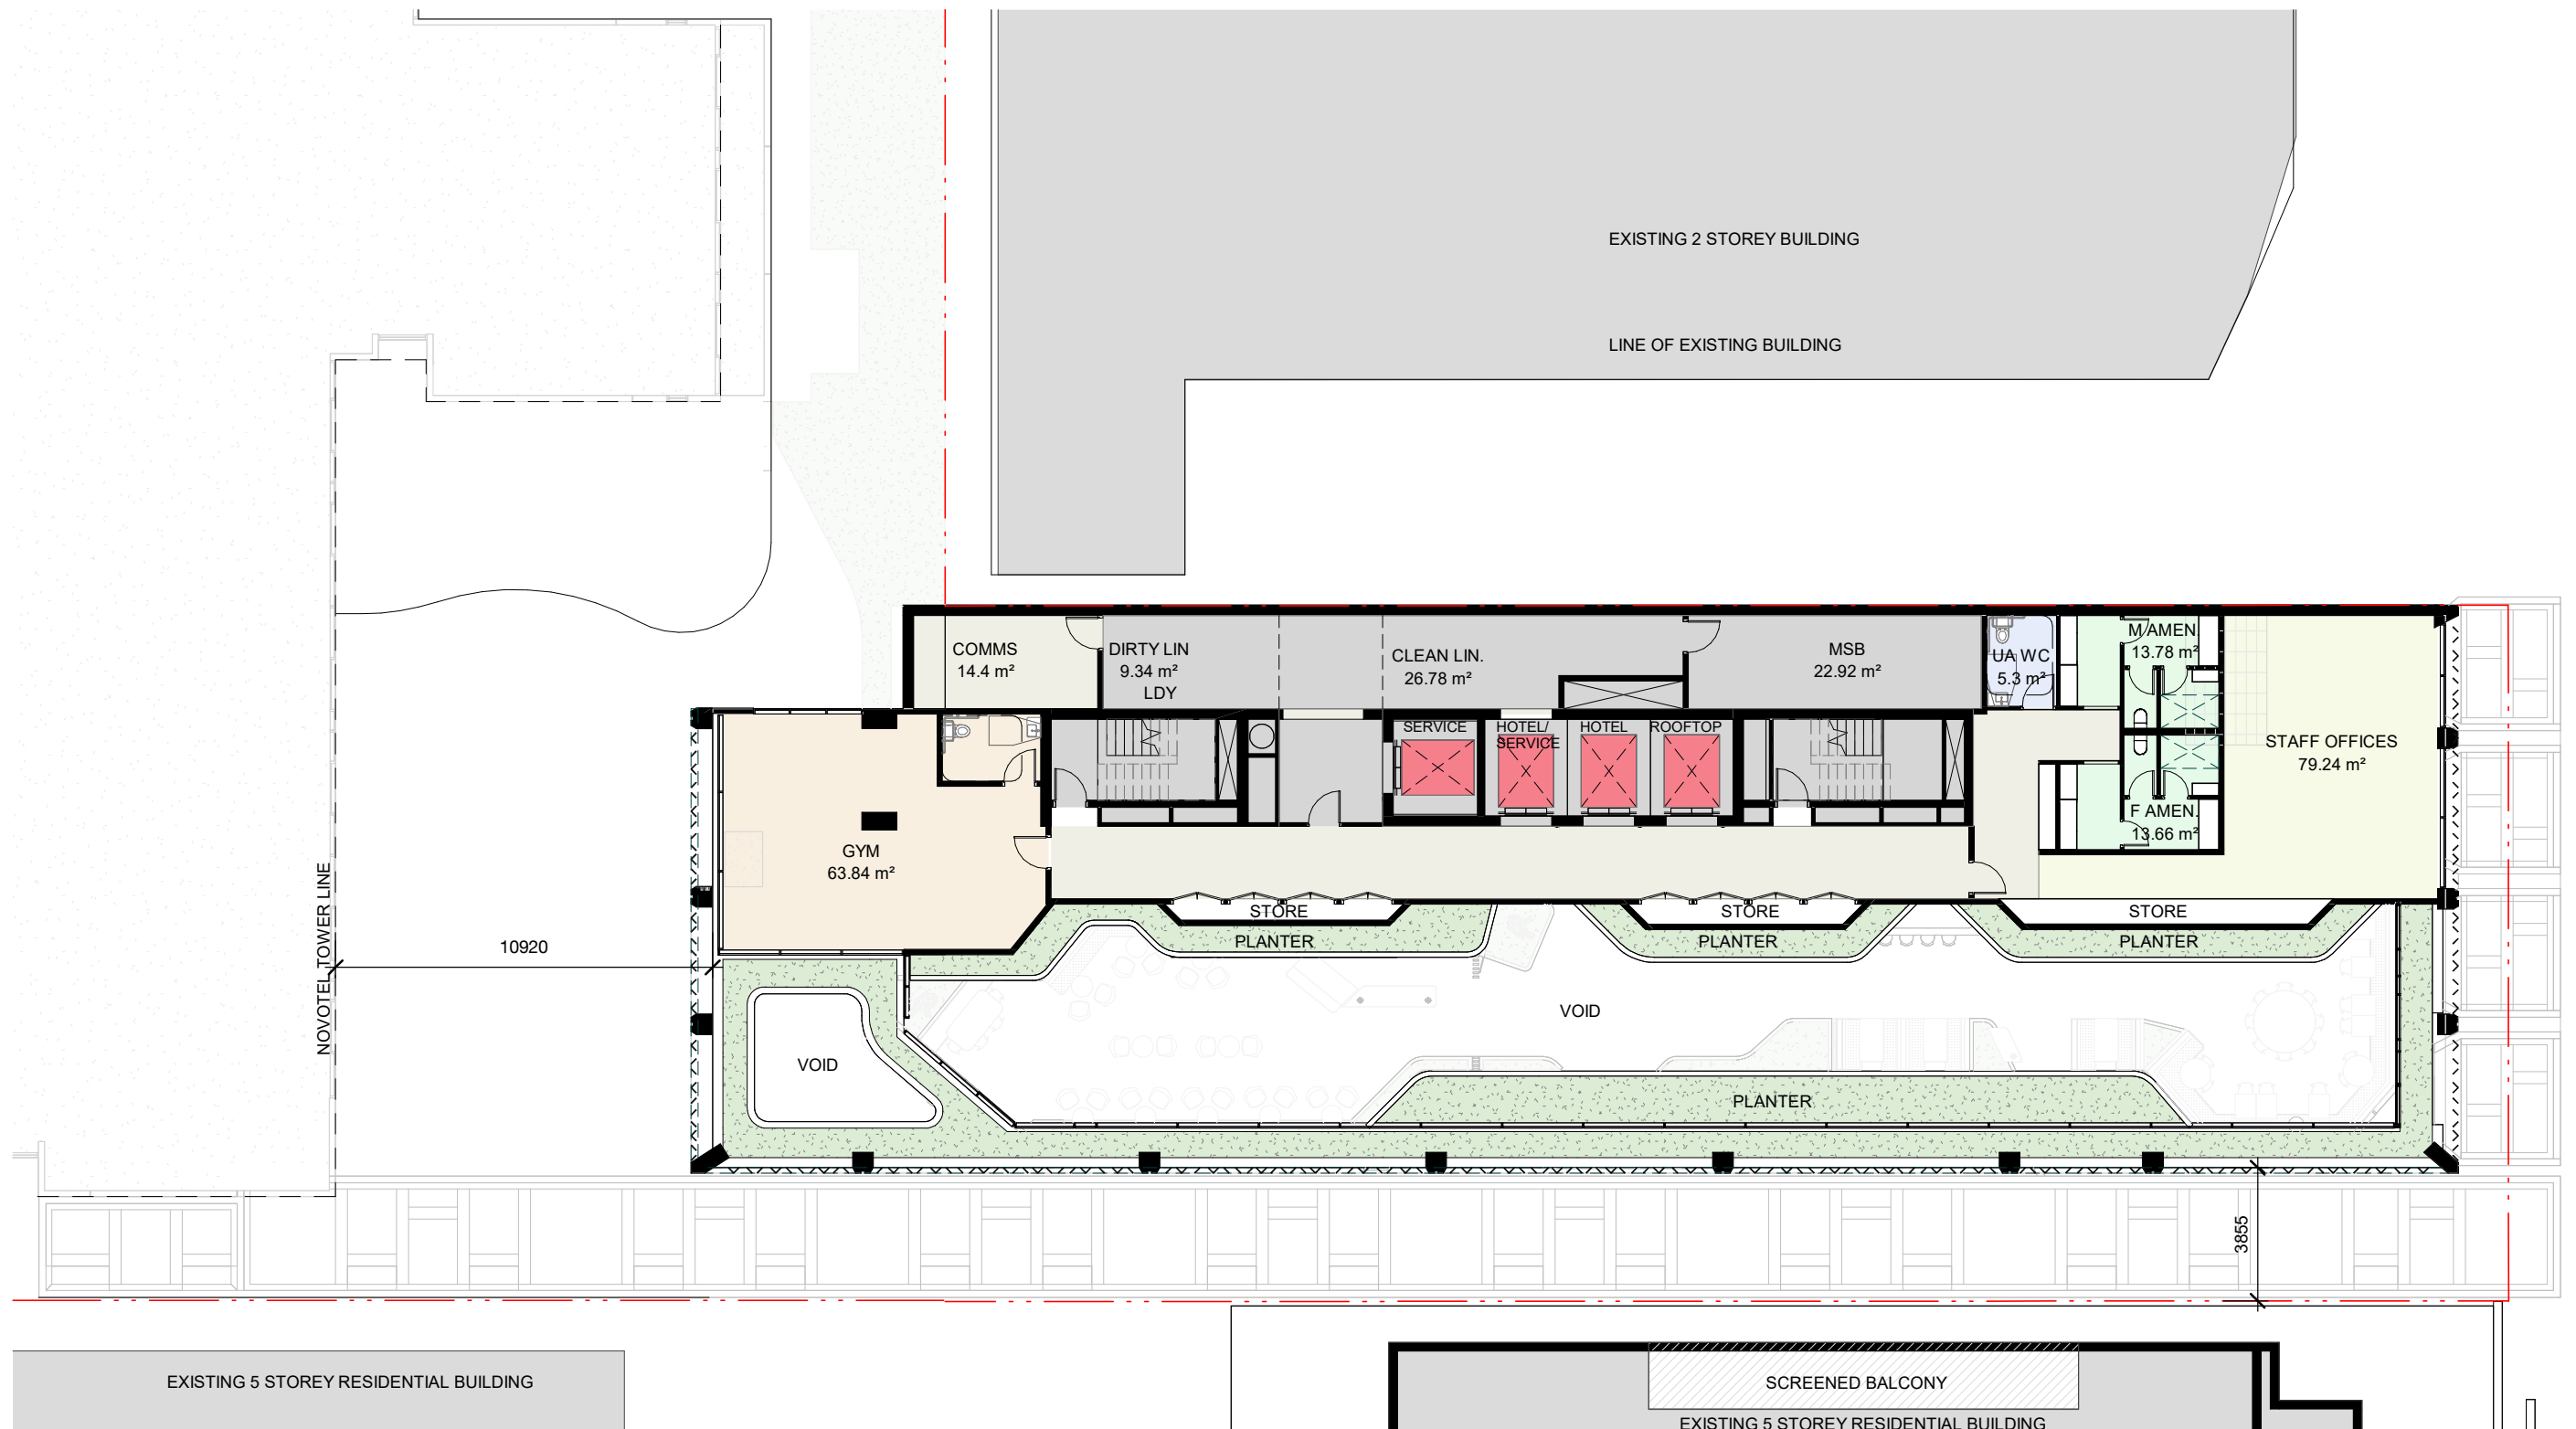 EXISTING 2 STOREY BUILDING
LINE OF EXISTING BUILDING
COMMS
14.4 m²
DIRTY LIN
9.34 m²
LDY
CLEAN LIN.
26.78 m²
MSB
22.92 m²
UA WC
5.3 m²
M AMEN.
13.78 m²
SERVICE
HOTEL/
SERVICE
HOTEL
ROOFTOP
STAFF OFFICES
79.24 m²
F AMEN.
13.66 m²
GYM
63.84 m²
STORE
STORE
STORE
PLANTER
PLANTER
PLANTER
NOVOTEL TOWER LINE
10920
VOID
VOID
PLANTER
3855
EXISTING 5 STOREY RESIDENTIAL BUILDING
SCREENED BALCONY
EXISTING 5 STOREY RESIDENTIAL BUILDING